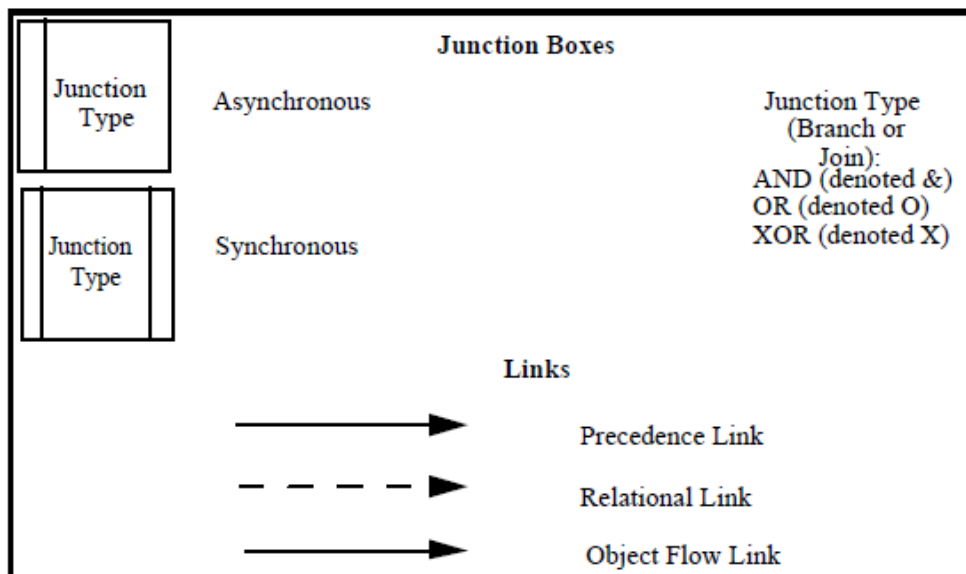 Junction Boxes
Junction
Type
Asynchronous
Junction Type
(Branch or
Join):
AND (denoted &)
OR (denoted O)
XOR (denoted X)
Junction
Type
Synchronous
Links
Precedence Link
Relational Link
Object Flow Link